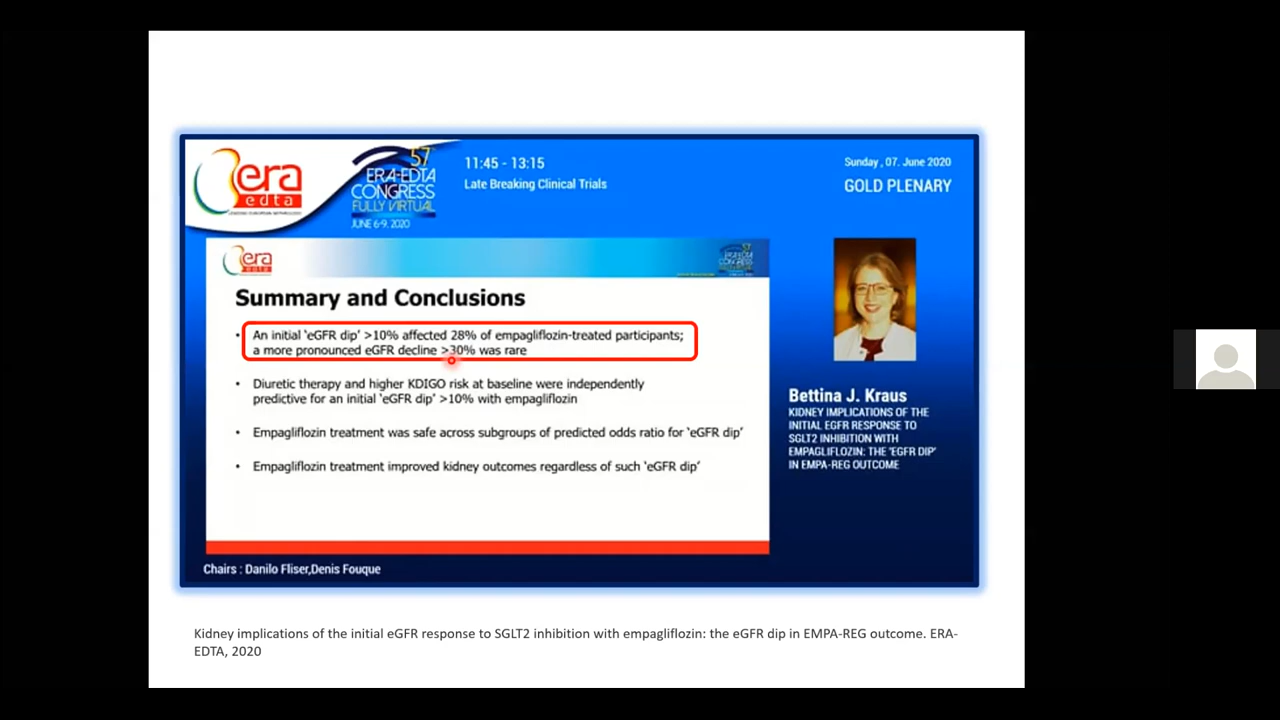 era
edta
57
ERA-EDTA
CONGRESS
FULLY VIRTUAL
JUNE 6-9, 2020
11:45 - 13:15
Late Breaking Clinical Trials
Sunday , 07. June 2020
GOLD PLENARY
era
edta
Summary and Conclusions
• An initial ‘eGFR dip’ >10% affected 28% of empagliflozin-treated participants;
a more pronounced eGFR decline >30% was rare
• Diuretic therapy and higher KDIGO risk at baseline were independently
predictive for an initial ‘eGFR dip’ >10% with empagliflozin
• Empagliflozin treatment was safe across subgroups of predicted odds ratio for ‘eGFR dip’
• Empagliflozin treatment improved kidney outcomes regardless of such ‘eGFR dip’
Bettina J. Kraus
KIDNEY IMPLICATIONS OF THE
INITIAL EGFR RESPONSE TO
SGLT2 INHIBITION WITH
EMPAGLIFLOZIN: THE ‘EGFR DIP’
IN EMPA-REG OUTCOME
Chairs : Danilo Fliser,Denis Fouque
Kidney implications of the initial eGFR response to SGLT2 inhibition with empagliflozin: the eGFR dip in EMPA-REG outcome. ERA-
EDTA, 2020